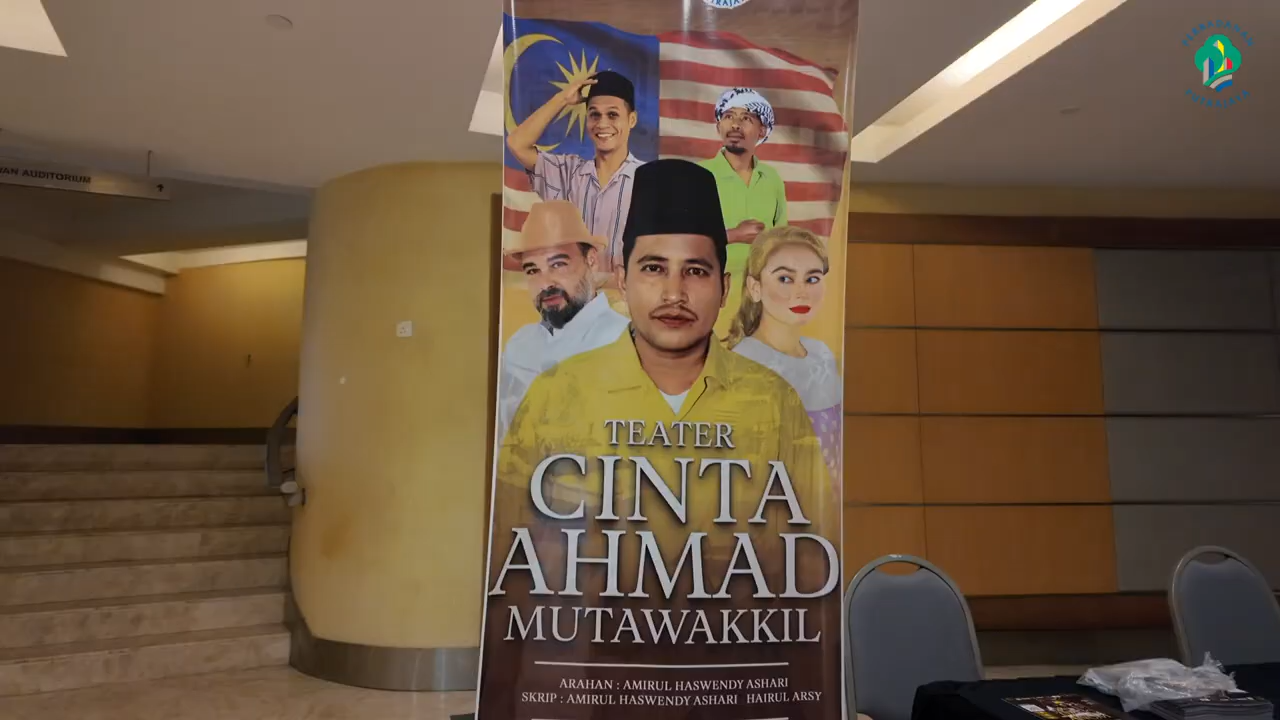 AUDITORIUM
TEATER
CINTA
AHMAD
MUTAWAKKIL
ARAHAN : AMIRUL HASWENDY ASHARI
SKRIP : AMIRUL HASWENDY ASHARI HAIRUL ARSY